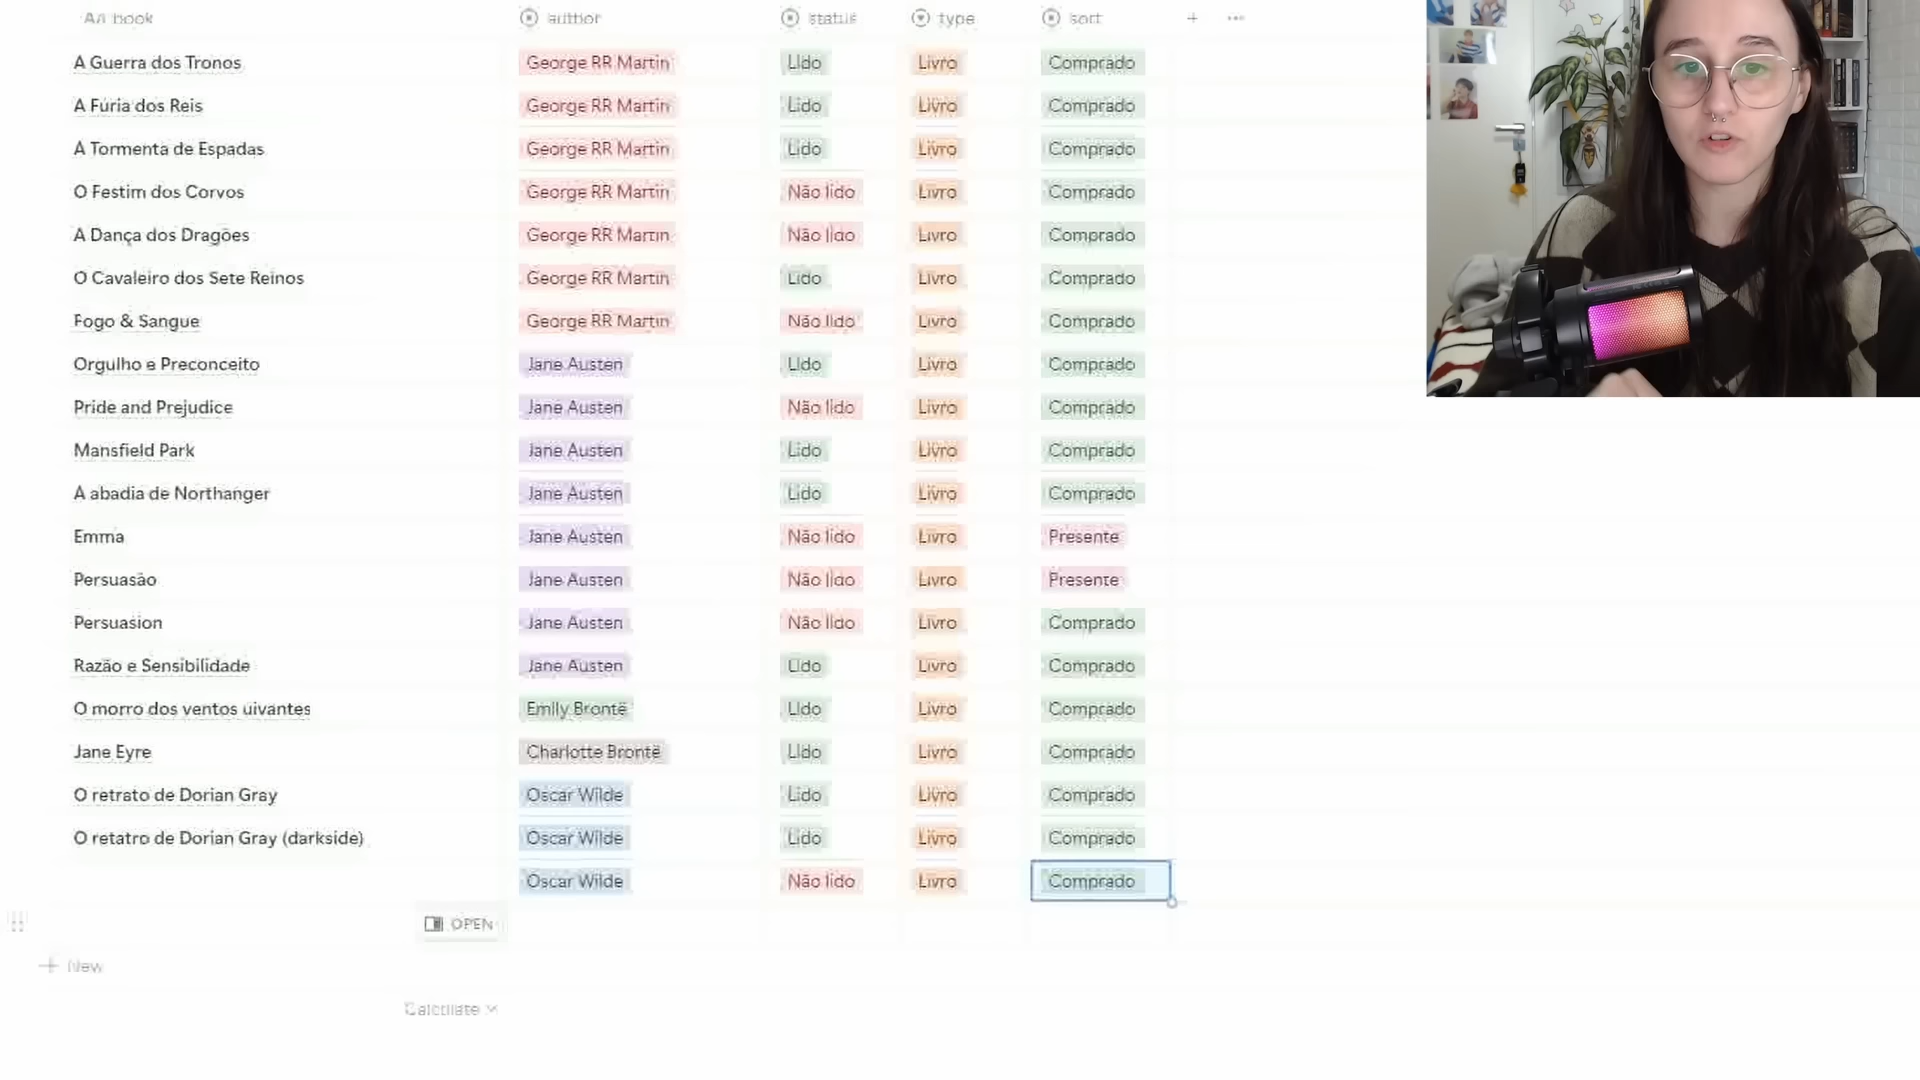 Aa book author status type sort
A Guerra dos Tronos George RR Martin Lido Livro Comprado
A Fúria dos Reis George RR Martin Lido Livro Comprado
A Tormenta de Espadas George RR Martin Lido Livro Comprado
O Festim dos Corvos George RR Martin Não lido Livro Comprado
A Dança dos Dragões George RR Martin Não lido Livro Comprado
O Cavaleiro dos Sete Reinos George RR Martin Lido Livro Comprado
Fogo & Sangue George RR Martin Não lido Livro Comprado
Orgulho e Preconceito Jane Austen Lido Livro Comprado
Pride and Prejudice Jane Austen Não lido Livro Comprado
Mansfield Park Jane Austen Lido Livro Comprado
A abadia de Northanger Jane Austen Lido Livro Comprado
Emma Jane Austen Não lido Livro Presente
Persuasão Jane Austen Não lido Livro Presente
Persuasion Jane Austen Não lido Livro Comprado
Razão e Sensibilidade Jane Austen Lido Livro Comprado
O morro dos ventos uivantes Emily Brontë Lido Livro Comprado
Jane Eyre Charlotte Brontë Lido Livro Comprado
O retrato de Dorian Gray Oscar Wilde Lido Livro Comprado
O retatro de Dorian Gray (darkside) Oscar Wilde Lido Livro Comprado
Oscar Wilde Não lido Livro Comprado
OPEN
New
Calculate